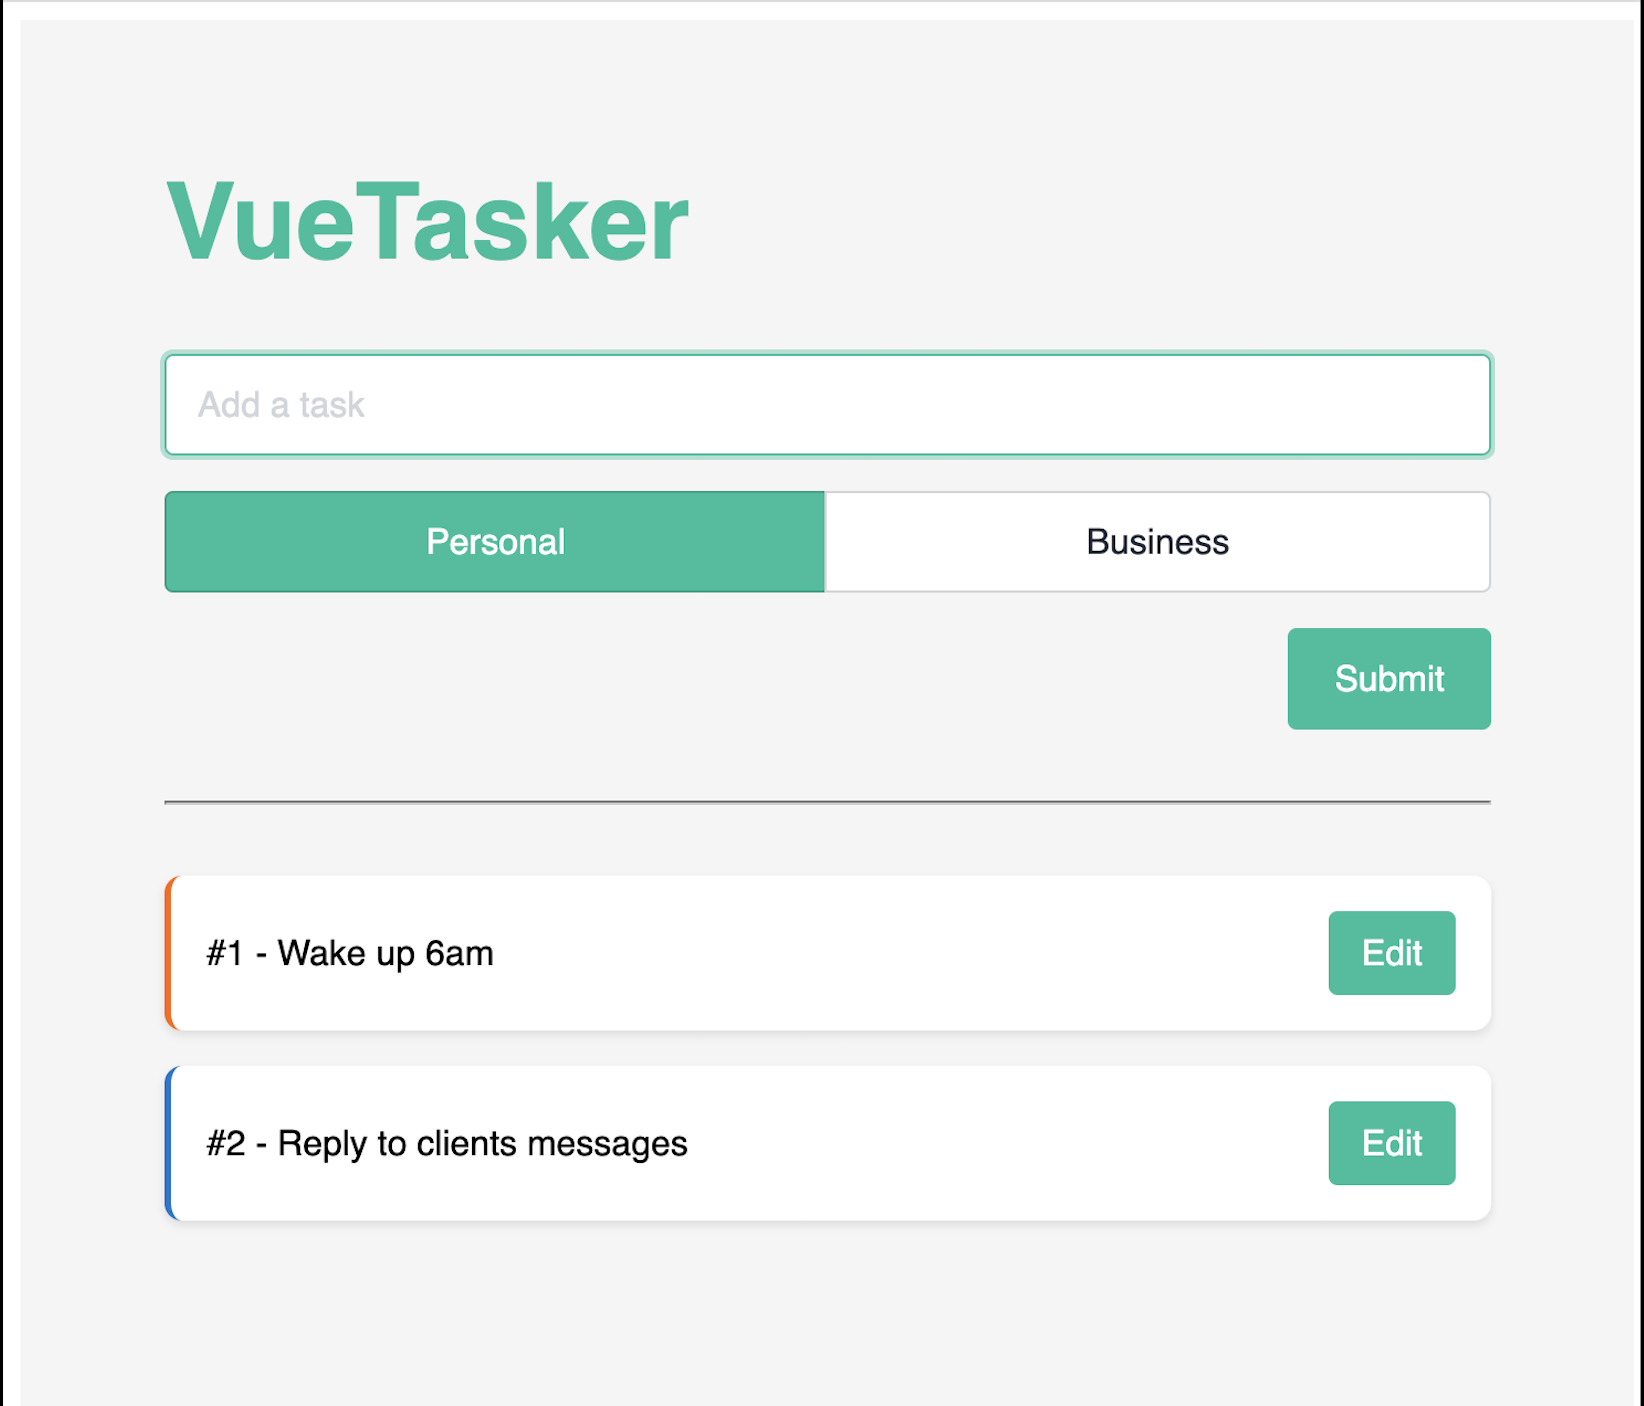 VueTasker
Add a task
Personal
Business
Submit
#1 - Wake up 6am
Edit
#2 - Reply to clients messages
Edit